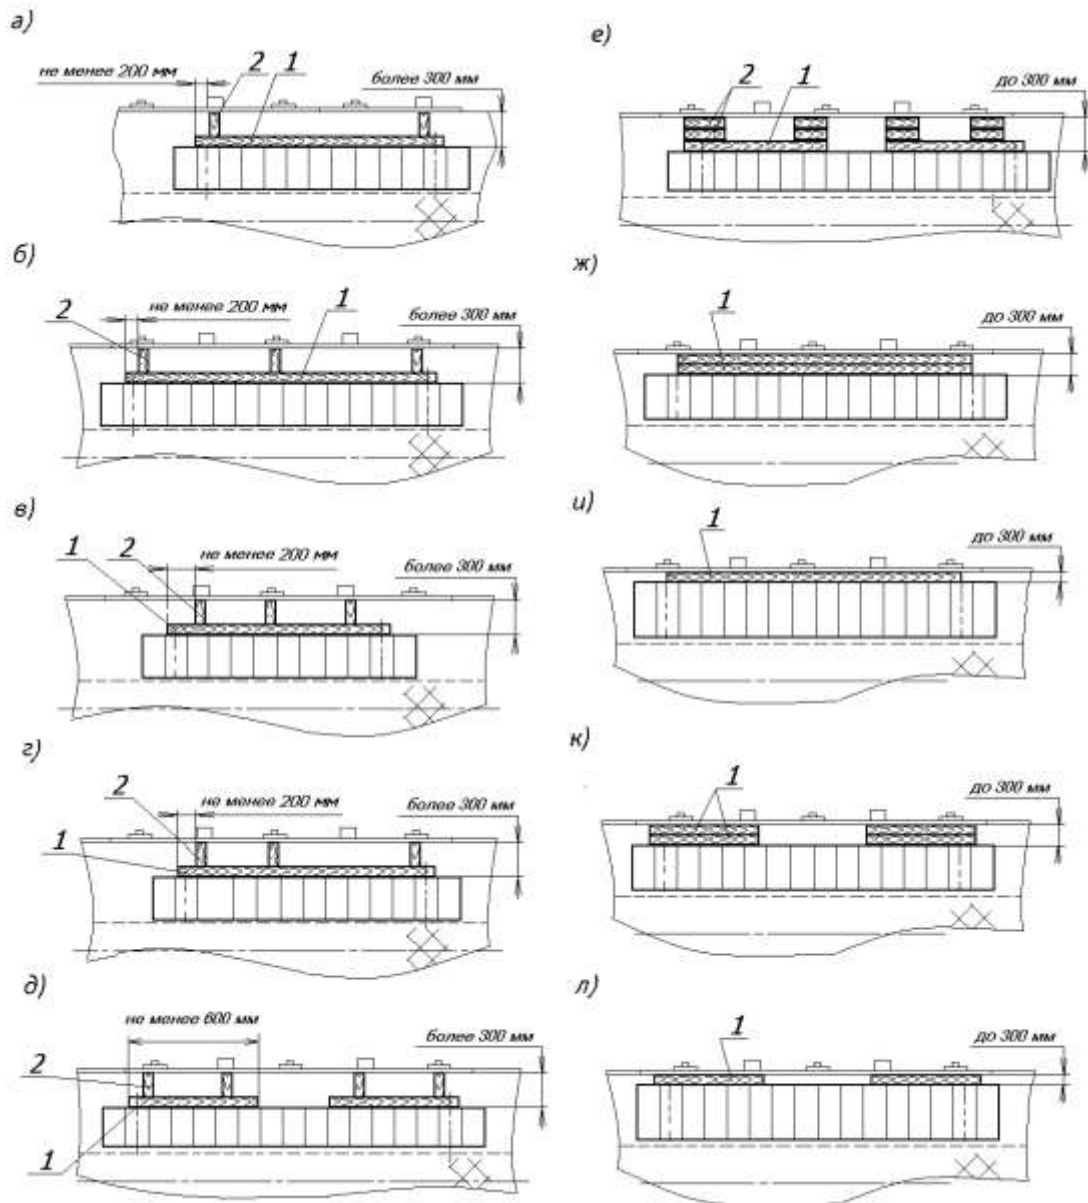 а)
не менее 200 мм
2
1
более 300 мм
б)
2
не менее 200 мм
1
более 300 мм
в)
1
2
не менее 200 мм
более 300 мм
г)
2
не менее 200 мм
более 300 мм
1
д)
не менее 600 мм
более 300 мм
2
1
е)
2
1
до 300 мм
ж)
1
до 300 мм
и)
1
до 300 мм
к)
1
до 300 мм
л)
1
до 300 мм